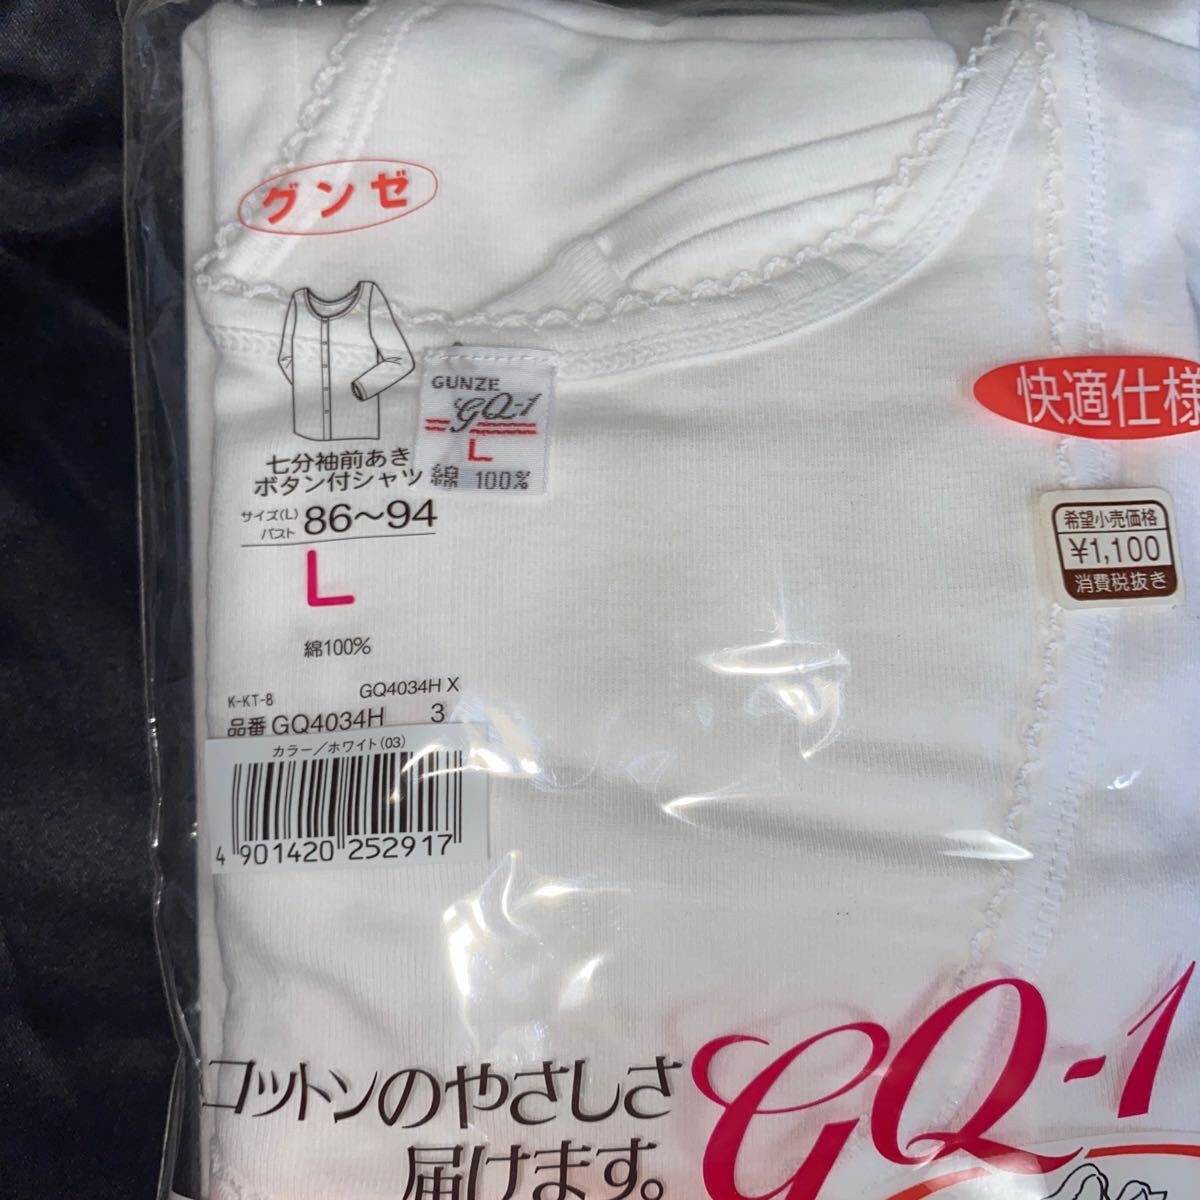 グンゼ
GUNZE
GQ-1
L
綿 100%
七分袖前あき
ボタン付シャツ
サイズ(L)
バスト 86〜94
L
綿100%
K-KT-B
GQ4034H X
品番 GQ4034H 3
カラー／ホワイト(03)
4 901420 252917
快適仕様
希望小売価格
¥1,100
消費税抜き
コットンのやさしさ
届けます。
GQ-1